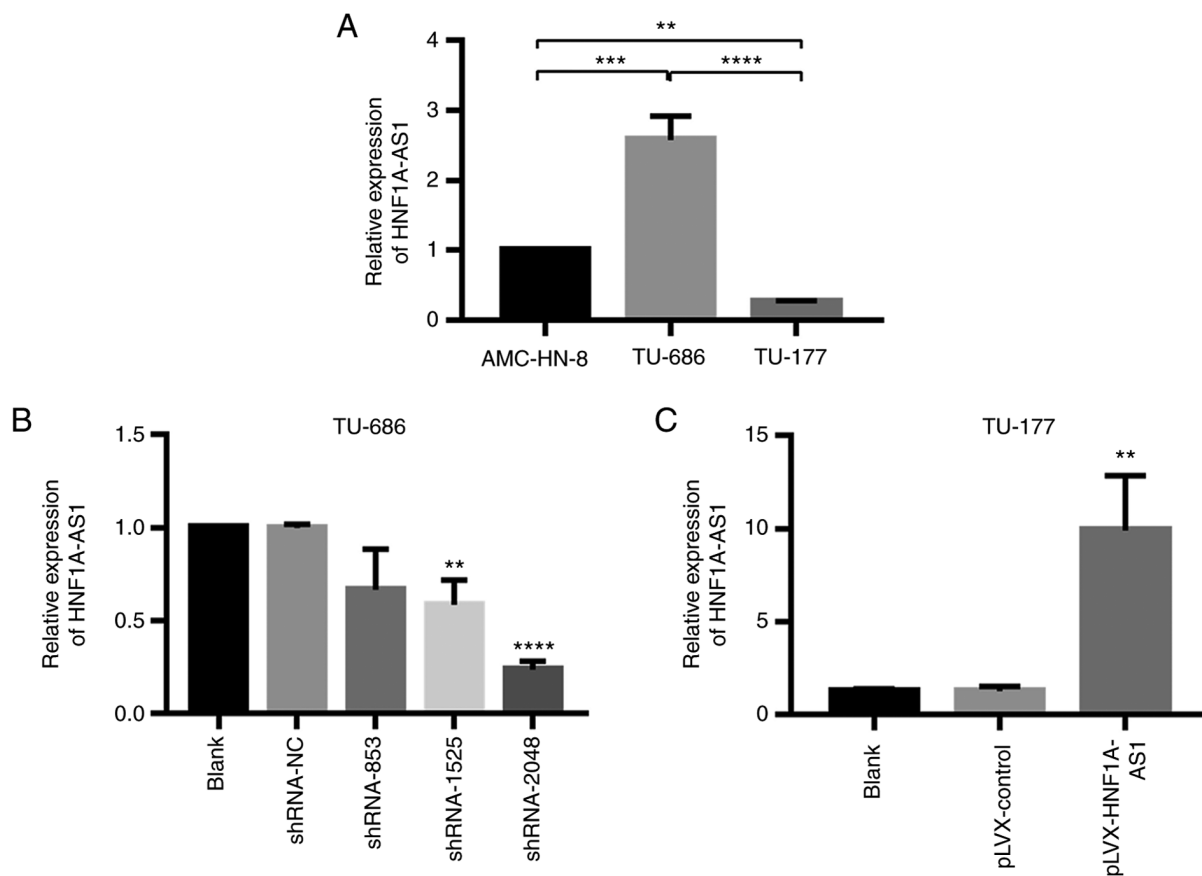 A
Relative expression
of HNF1A-AS1
4
3
2
1
0
**
***
****
AMC-HN-8
TU-686
TU-177
B
TU-686
Relative expression
of HNF1A-AS1
1.5
1.0
0.5
0.0
**
****
Blank
shRNA-NC
shRNA-853
shRNA-1525
shRNA-2048
C
TU-177
Relative expression
of HNF1A-AS1
15
10
5
0
**
Blank
pLVX-control
pLVX-HNF1A-
AS1